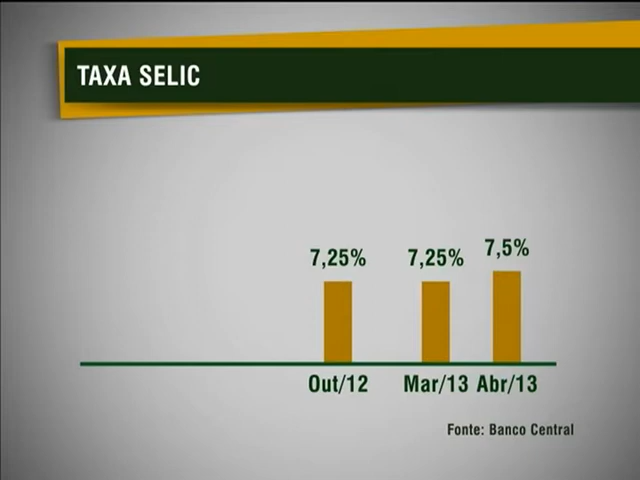 TAXA SELIC
7,25% 7,25% 7,5%
Out/12 Mar/13 Abr/13
Fonte: Banco Central